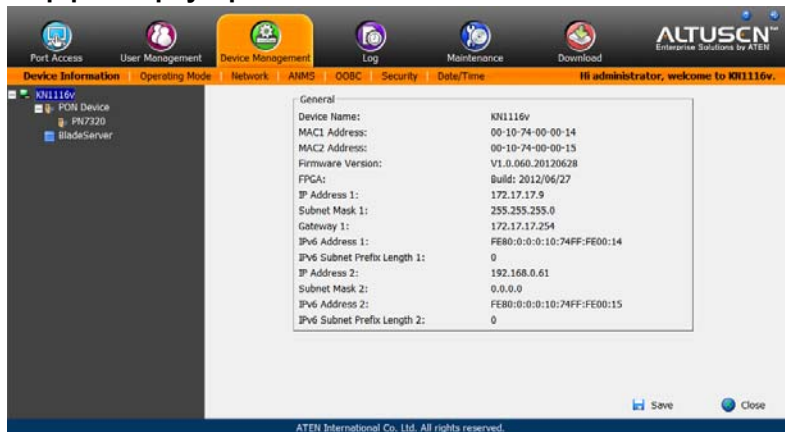 Port Access User Management Device Management Log Maintenance Download
ALTUSCN™
Enterprise Solutions by ATEN
Device Information Operating Mode Network ANMS OOBC Security Date/Time Hi administrator, welcome to KN1116v.
KN1116v
PON Device
PN7320
BladeServer
General
Device Name: KN1116v
MAC1 Address: 00-10-74-00-00-14
MAC2 Address: 00-10-74-00-00-15
Firmware Version: V1.0.060.20120628
FPGA: Build: 2012/06/27
IP Address 1: 172.17.17.9
Subnet Mask 1: 255.255.255.0
Gateway 1: 172.17.17.254
IPv6 Address 1: FE80:0:0:0:10:74FF:FE00:14
IPv6 Subnet Prefix Length 1: 0
IP Address 2: 192.168.0.61
Subnet Mask 2: 0.0.0.0
IPv6 Address 2: FE80:0:0:0:10:74FF:FE00:15
IPv6 Subnet Prefix Length 2: 0
Save Close
ATEN International Co. Ltd. All rights reserved.